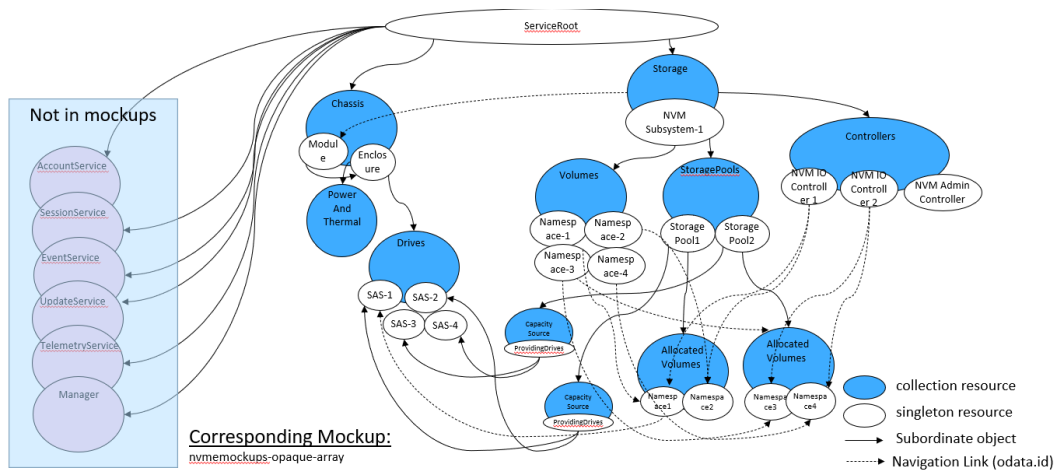 ServiceRoot
Not in mockups
AccountService
SessionService
EventService
UpdateService
TelemetryService
Manager
Chassis
Modul
e
Enclo
sure
Power
And
Thermal
Drives
SAS-1
SAS-2
SAS-3
SAS-4
Storage
NVM
Subsystem-1
Volumes
Namesp
ace-1
Namesp
ace-2
Namesp
ace-3
Namesp
ace-4
StoragePools
Storage
Pool1
Storage
Pool2
Controllers
NVM IO
Controll
er 1
NVM IO
Controll
er 2
NVM Admin
Controller
Capacity
Source
ProvidingDrives
Capacity
Source
ProvidingDrives
Allocated
Volumes
Namesp
ace1
Namesp
ace2
Allocated
Volumes
Namespa
ce3
Namesp
ace4
collection resource
singleton resource
Subordinate object
Navigation Link (odata.id)
Corresponding Mockup:
nvmemockups-opaque-array